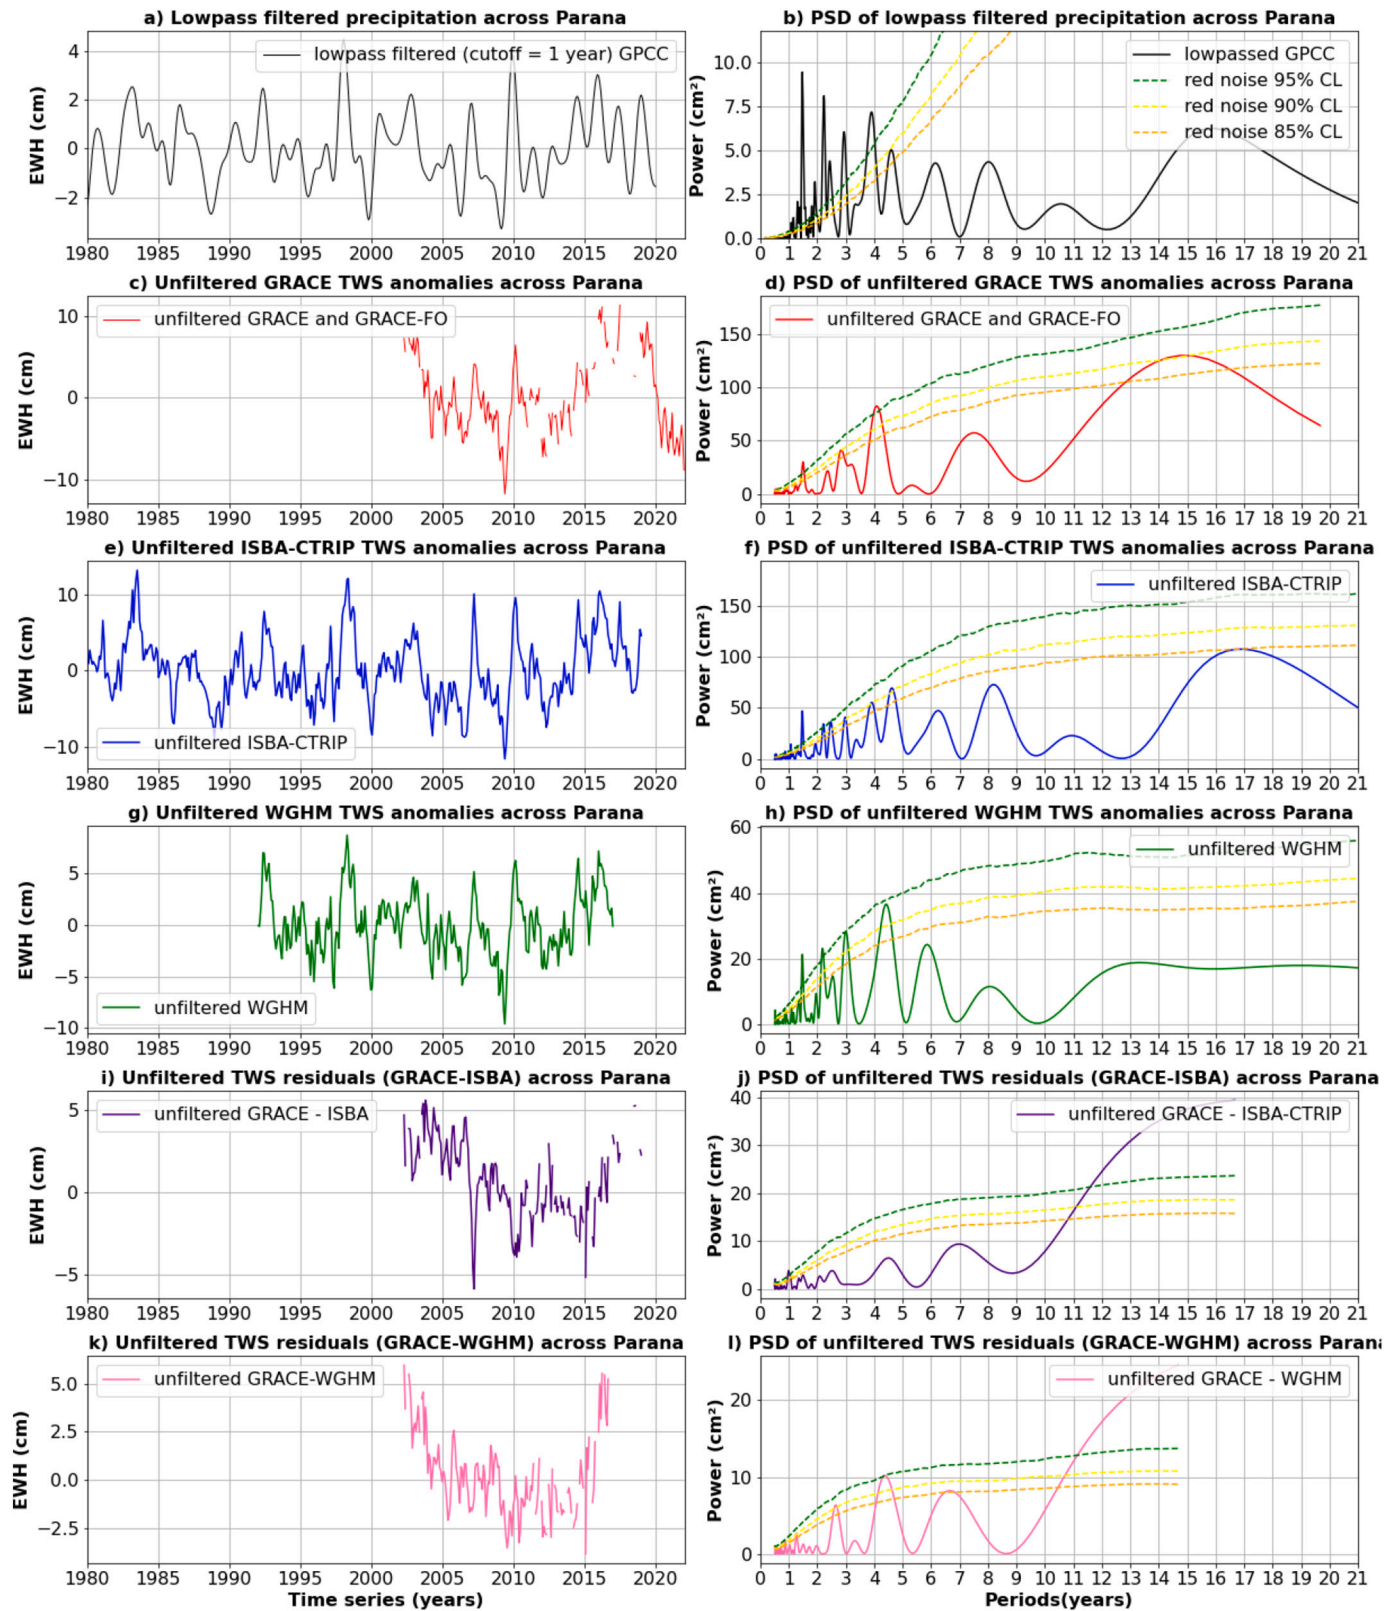 a) Lowpass filtered precipitation across Parana
b) PSD of lowpass filtered precipitation across Parana
EWH (cm)
4
2
0
−2
lowpass filtered (cutoff = 1 year) GPCC
1980 1985 1990 1995 2000 2005 2010 2015 2020
Power (cm²)
10.0
7.5
5.0
2.5
0.0
lowpassed GPCC
red noise 95% CL
red noise 90% CL
red noise 85% CL
0 1 2 3 4 5 6 7 8 9 10 11 12 13 14 15 16 17 18 19 20 21
c) Unfiltered GRACE TWS anomalies across Parana
d) PSD of unfiltered GRACE TWS anomalies across Parana
EWH (cm)
10
0
−10
unfiltered GRACE and GRACE-FO
1980 1985 1990 1995 2000 2005 2010 2015 2020
Power (cm²)
150
100
50
0
unfiltered GRACE and GRACE-FO
0 1 2 3 4 5 6 7 8 9 10 11 12 13 14 15 16 17 18 19 20 21
e) Unfiltered ISBA-CTRIP TWS anomalies across Parana
f) PSD of unfiltered ISBA-CTRIP TWS anomalies across Parana
EWH (cm)
10
0
−10
unfiltered ISBA-CTRIP
1980 1985 1990 1995 2000 2005 2010 2015 2020
Power (cm²)
150
100
50
0
unfiltered ISBA-CTRIP
0 1 2 3 4 5 6 7 8 9 10 11 12 13 14 15 16 17 18 19 20 21
g) Unfiltered WGHM TWS anomalies across Parana
h) PSD of unfiltered WGHM TWS anomalies across Parana
EWH (cm)
5
0
−5
−10
unfiltered WGHM
1980 1985 1990 1995 2000 2005 2010 2015 2020
Power (cm²)
60
40
20
0
unfiltered WGHM
0 1 2 3 4 5 6 7 8 9 10 11 12 13 14 15 16 17 18 19 20 21
i) Unfiltered TWS residuals (GRACE-ISBA) across Parana
j) PSD of unfiltered TWS residuals (GRACE-ISBA) across Parana
EWH (cm)
5
0
−5
unfiltered GRACE - ISBA
1980 1985 1990 1995 2000 2005 2010 2015 2020
Power (cm²)
40
30
20
10
0
unfiltered GRACE - ISBA-CTRIP
0 1 2 3 4 5 6 7 8 9 10 11 12 13 14 15 16 17 18 19 20 21
k) Unfiltered TWS residuals (GRACE-WGHM) across Parana
l) PSD of unfiltered TWS residuals (GRACE-WGHM) across Parana
EWH (cm)
5.0
2.5
0.0
−2.5
unfiltered GRACE-WGHM
1980 1985 1990 1995 2000 2005 2010 2015 2020
Time series (years)
Power (cm²)
20
10
0
unfiltered GRACE - WGHM
0 1 2 3 4 5 6 7 8 9 10 11 12 13 14 15 16 17 18 19 20 21
Periods(years)